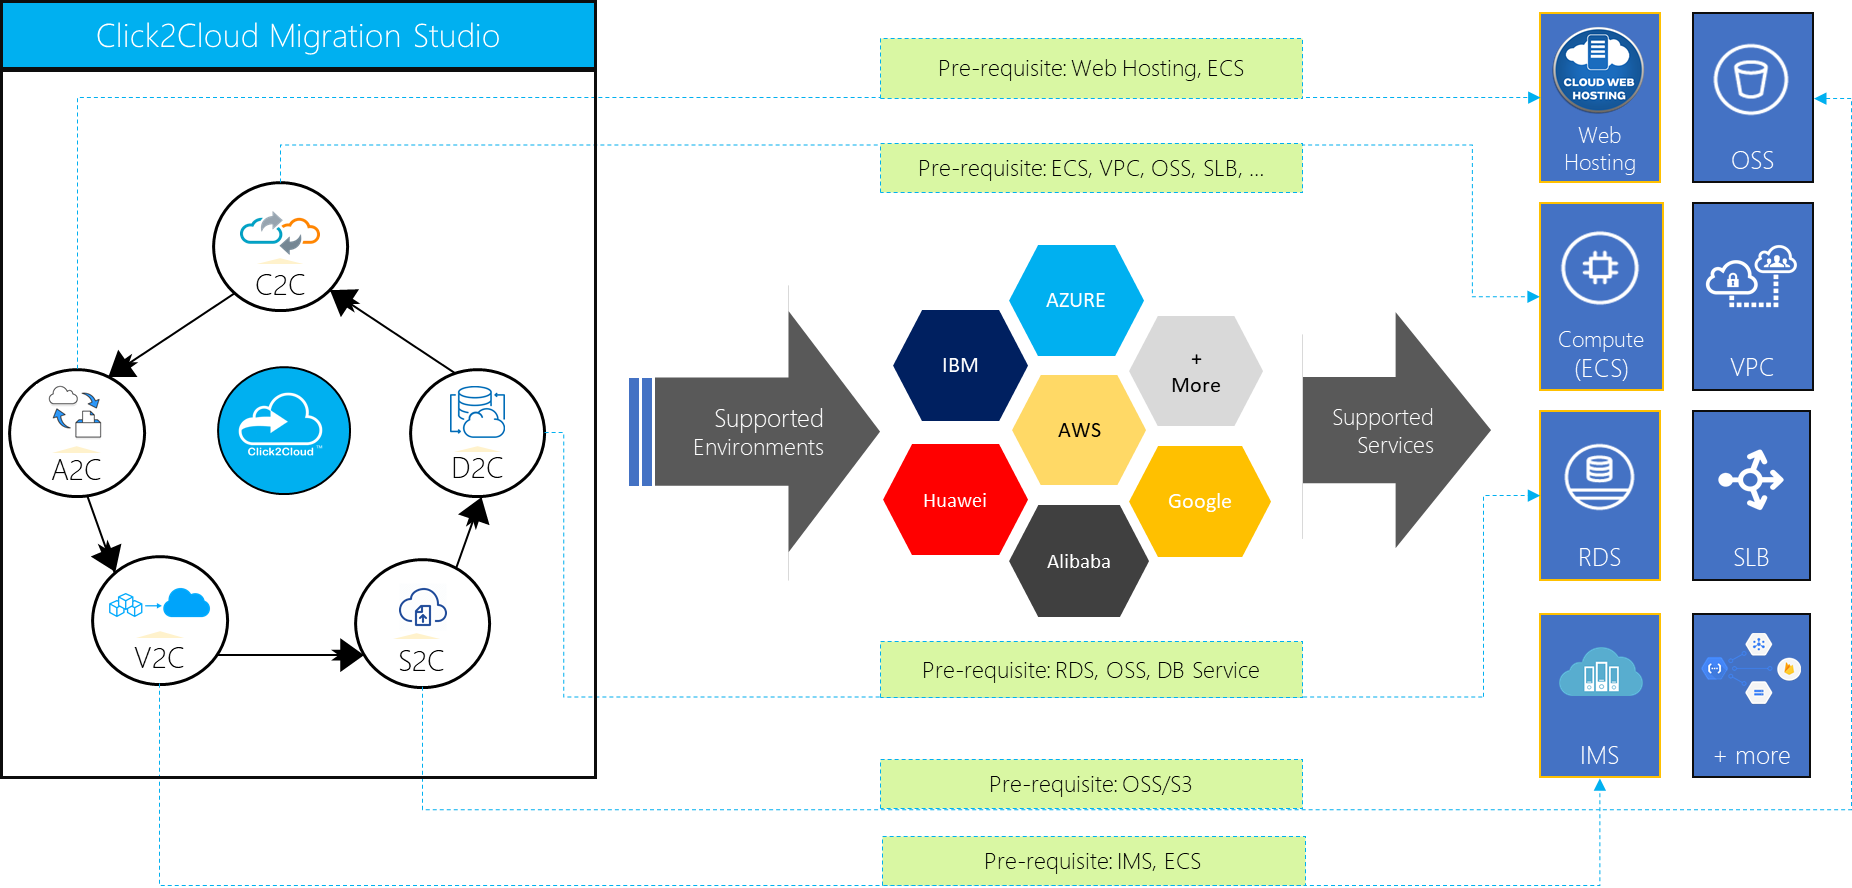 Click2Cloud Migration Studio
C2C
A2C
Click2Cloud™
D2C
V2C
S2C
Supported
Environments
Pre-requisite: Web Hosting, ECS
Pre-requisite: ECS, VPC, OSS, SLB, ...
AZURE
IBM
+
More
AWS
Huawei
Google
Alibaba
Supported
Services
Pre-requisite: RDS, OSS, DB Service
Pre-requisite: OSS/S3
Pre-requisite: IMS, ECS
CLOUD WEB
HOSTING
Web
Hosting
OSS
Compute
(ECS)
VPC
RDS
SLB
IMS
+ more